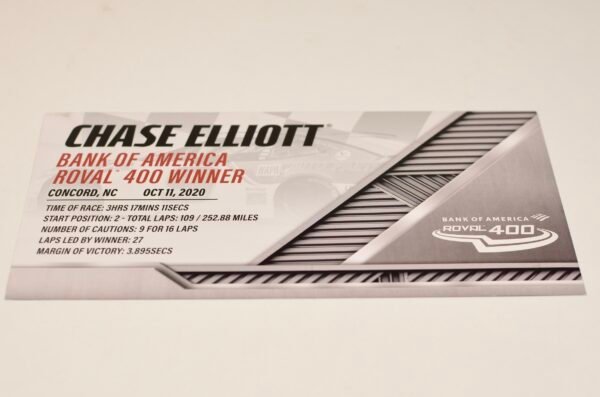 CHASE ELLIOTT
BANK OF AMERICA
ROVAL™ 400 WINNER
CONCORD, NC OCT 11, 2020
TIME OF RACE: 3HRS 17MINS 11SECS
START POSITION: 2 - TOTAL LAPS: 109 / 252.88 MILES
NUMBER OF CAUTIONS: 9 FOR 16 LAPS
LAPS LED BY WINNER: 27
MARGIN OF VICTORY: 3.895SECS
BANK OF AMERICA
ROVAL 400